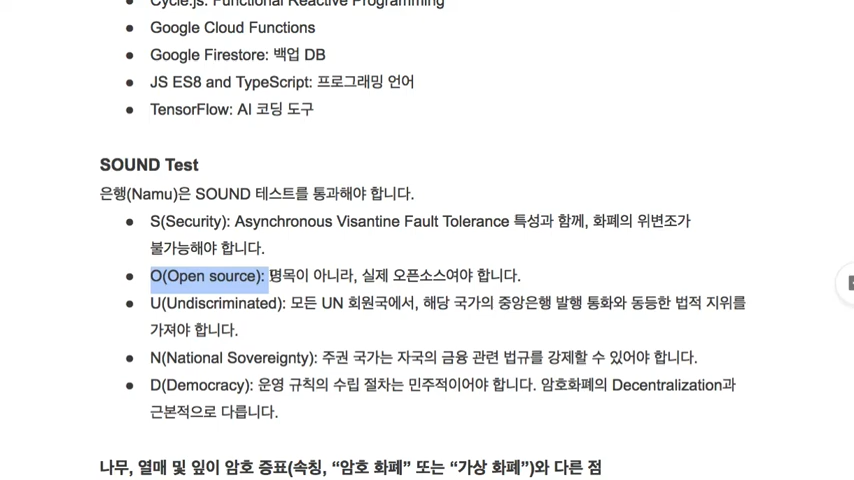 Cycle.js: Functional Reactive Programming
Google Cloud Functions
Google Firestore: 백업 DB
JS ES8 and TypeScript: 프로그래밍 언어
TensorFlow: AI 코딩 도구
SOUND Test
은행(Namu)은 SOUND 테스트를 통과해야 합니다.
S(Security): Asynchronous Visantine Fault Tolerance 특성과 함께, 화폐의 위변조가
불가능해야 합니다.
O(Open source): 명목이 아니라, 실제 오픈소스여야 합니다.
U(Undiscriminated): 모든 UN 회원국에서, 해당 국가의 중앙은행 발행 통화와 동등한 법적 지위를
가져야 합니다.
N(National Sovereignty): 주권 국가는 자국의 금융 관련 법규를 강제할 수 있어야 합니다.
D(Democracy): 운영 규칙의 수립 절차는 민주적이어야 합니다. 암호화폐의 Decentralization과
근본적으로 다릅니다.
나무, 열매 및 잎이 암호 증표(속칭, “암호 화폐” 또는 “가상 화폐”)와 다른 점